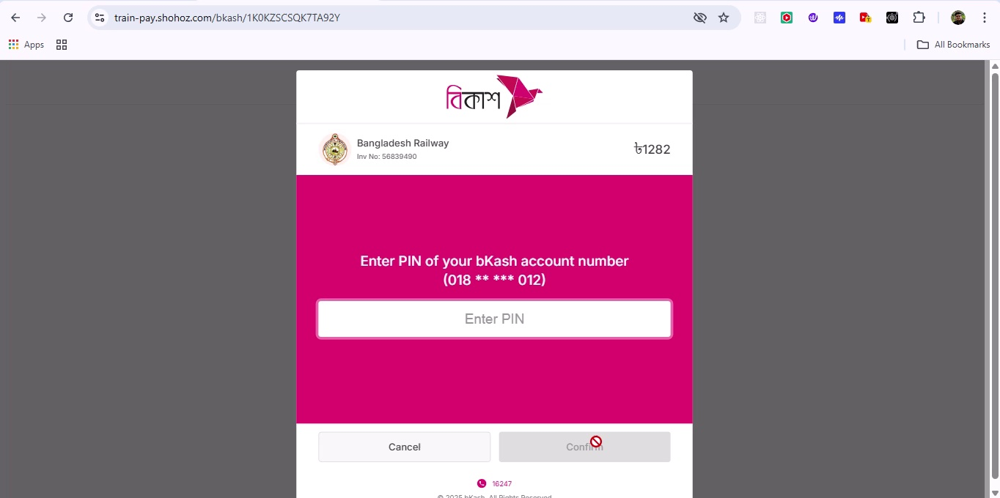 train-pay.shohoz.com/bkash/1K0KZSCSQK7TA92Y
Apps
All Bookmarks
বিকাশ
Bangladesh Railway
Inv No: 56839490
৳1282
Enter PIN of your bKash account number
(018 ** *** 012)
Enter PIN
Cancel
Confirm
16247
© 2025 bKash, All Rights Reserved